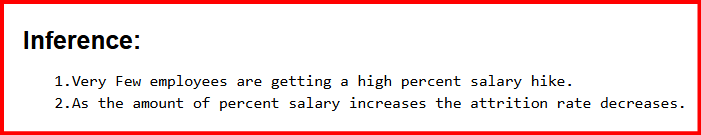 Inference:
1.Very Few employees are getting a high percent salary hike.
2.As the amount of percent salary increases the attrition rate decreases.